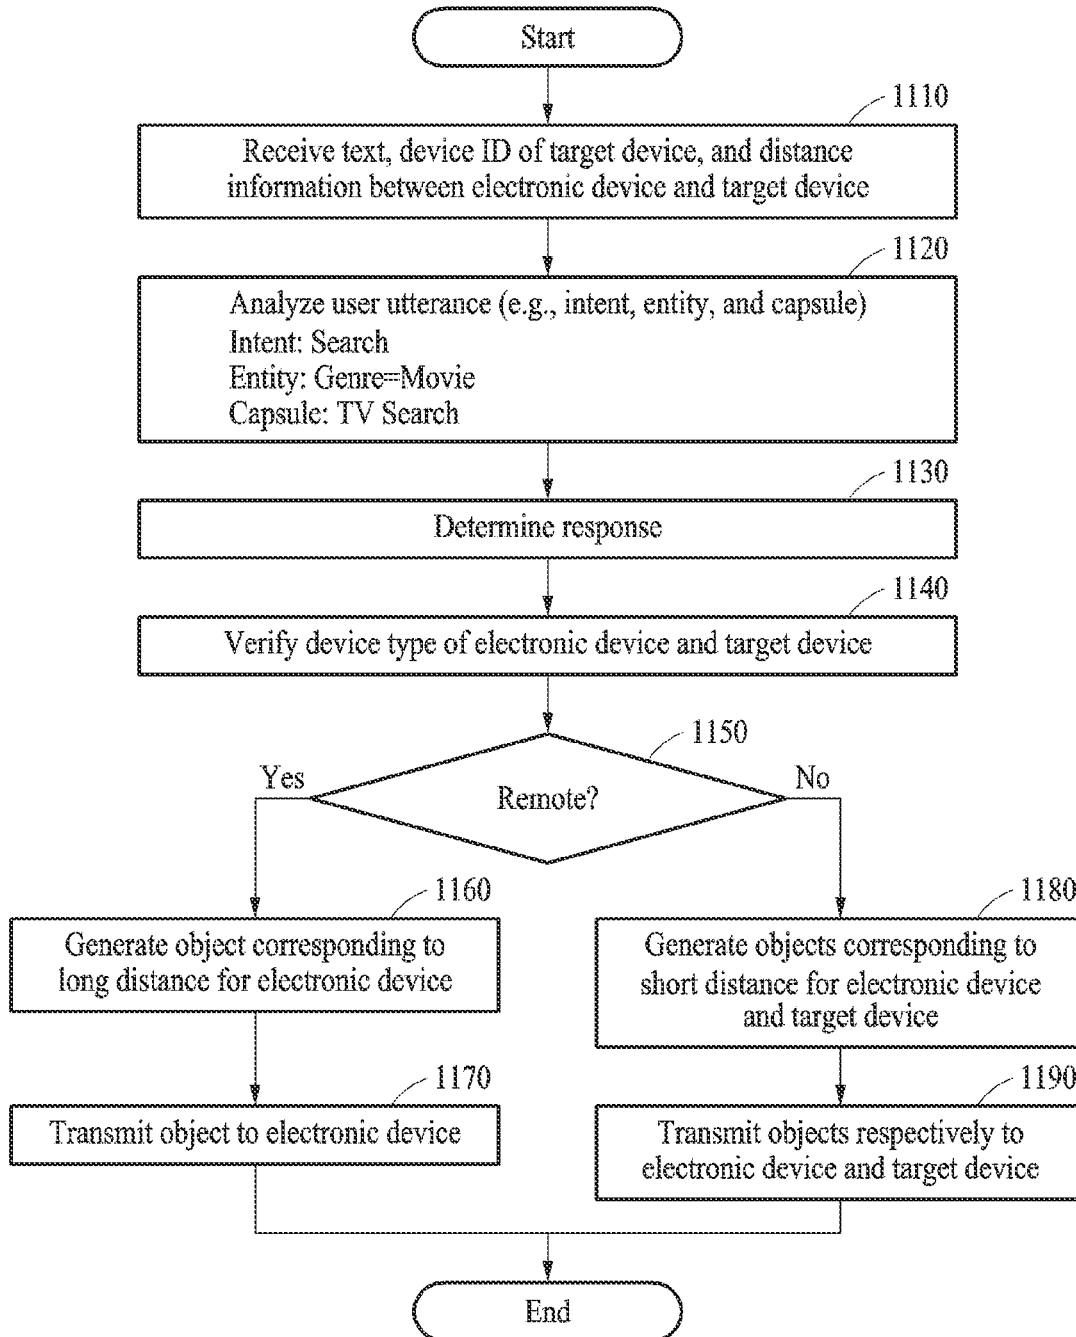 Start
1110
Receive text, device ID of target device, and distance
information between electronic device and target device
1120
Analyze user utterance (e.g., intent, entity, and capsule)
Intent: Search
Entity: Genre=Movie
Capsule: TV Search
1130
Determine response
1140
Verify device type of electronic device and target device
1150
Yes
Remote?
No
1160
Generate object corresponding to
long distance for electronic device
1180
Generate objects corresponding to
short distance for electronic device
and target device
1170
Transmit object to electronic device
1190
Transmit objects respectively to
electronic device and target device
End